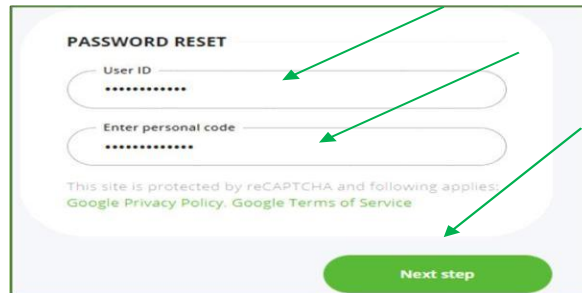 PASSWORD RESET
User ID
••••••••••••
Enter personal code
•••••••••••••
This site is protected by reCAPTCHA and following applies:
Google Privacy Policy. Google Terms of Service
Next step